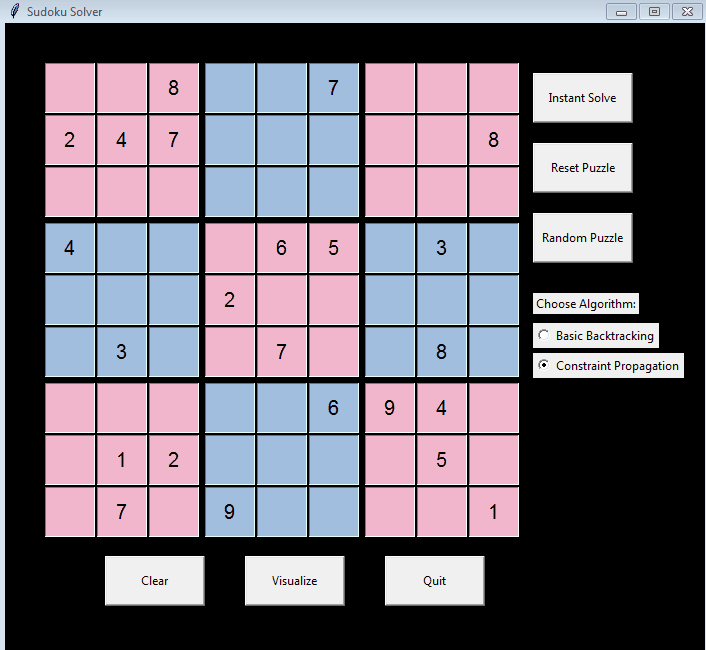 Sudoku Solver
8 7
2 4 7 8
4 6 5 3
2
3 7 8
6 9 4
1 2 5
7 9 1
Instant Solve
Reset Puzzle
Random Puzzle
Choose Algorithm:
Basic Backtracking
Constraint Propagation
Clear Visualize Quit